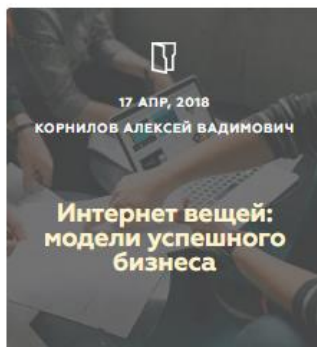 17 АПР, 2018
КОРНИЛОВ АЛЕКСЕЙ ВАДИМОВИЧ
Интернет вещей:
модели успешного
бизнеса